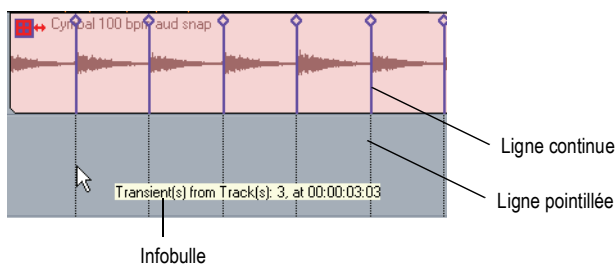 Cymbal 100 bpm aud snap
Ligne continue
Transient(s) from Track(s): 3, at 00:00:03:03
Ligne pointillée
Infobulle